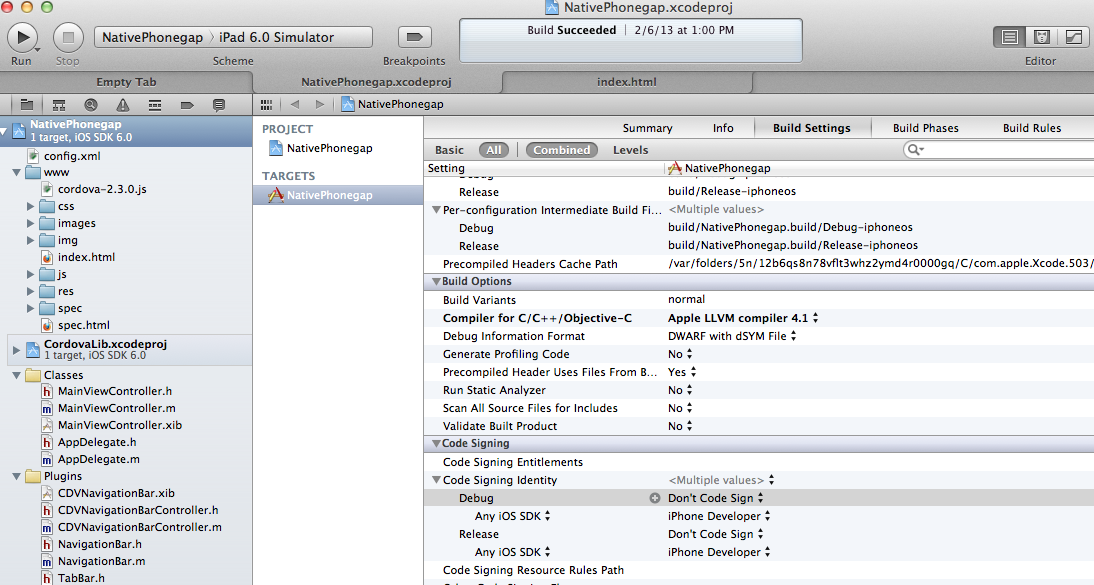 NativePhonegap.xcodeproj
NativePhonegap › iPad 6.0 Simulator
Build Succeeded | 2/6/13 at 1:00 PM
Run Stop Scheme Breakpoints Editor
Empty Tab NativePhonegap.xcodeproj index.html
NativePhonegap
NativePhonegap
1 target, iOS SDK 6.0
config.xml
www
cordova-2.3.0.js
css
images
img
index.html
js
res
spec
spec.html
CordovaLib.xcodeproj
1 target, iOS SDK 6.0
Classes
MainViewController.h
MainViewController.m
MainViewController.xib
AppDelegate.h
AppDelegate.m
Plugins
CDVNavigationBar.xib
CDVNavigationBarController.h
CDVNavigationBarController.m
NavigationBar.h
NavigationBar.m
TabBar.h
PROJECT
NativePhonegap
TARGETS
NativePhonegap
Summary Info Build Settings Build Phases Build Rules
Basic All Combined Levels
Setting NativePhonegap
Debug
Release build/Release-iphoneos
Per-configuration Intermediate Build Fi... <Multiple values>
Debug build/NativePhonegap.build/Debug-iphoneos
Release build/NativePhonegap.build/Release-iphoneos
Precompiled Headers Cache Path /var/folders/5n/12b6qs8n78vflt3whz2ymd4r0000gq/C/com.apple.Xcode.503/
Build Options
Build Variants normal
Compiler for C/C++/Objective-C Apple LLVM compiler 4.1
Debug Information Format DWARF with dSYM File
Generate Profiling Code No
Precompiled Header Uses Files From B... Yes
Run Static Analyzer No
Scan All Source Files for Includes No
Validate Built Product No
Code Signing
Code Signing Entitlements
Code Signing Identity <Multiple values>
Debug Don't Code Sign
Any iOS SDK iPhone Developer
Release Don't Code Sign
Any iOS SDK iPhone Developer
Code Signing Resource Rules Path